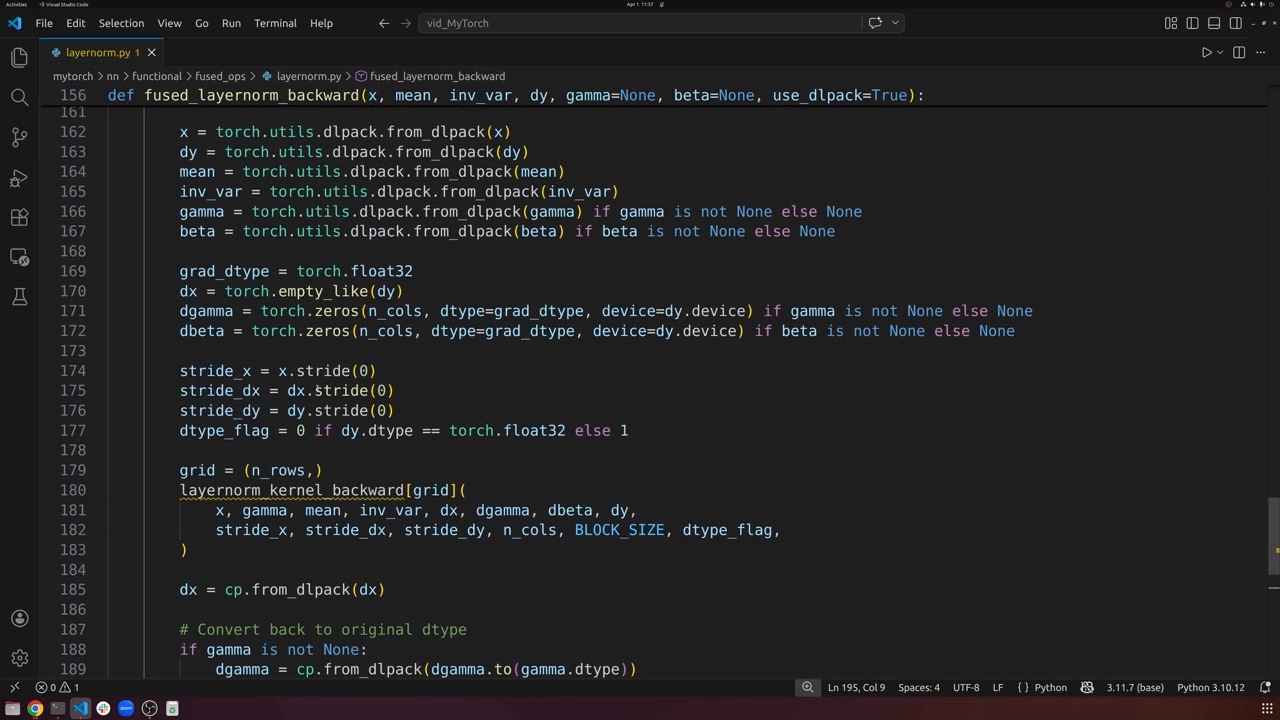 Activities Visual Studio Code Apr 1 11:57
File Edit Selection View Go Run Terminal Help vid_MyTorch
layernorm.py 1
mytorch > nn > functional > fused_ops > layernorm.py > fused_layernorm_backward
156 def fused_layernorm_backward(x, mean, inv_var, dy, gamma=None, beta=None, use_dlpack=True):
161
162 x = torch.utils.dlpack.from_dlpack(x)
163 dy = torch.utils.dlpack.from_dlpack(dy)
164 mean = torch.utils.dlpack.from_dlpack(mean)
165 inv_var = torch.utils.dlpack.from_dlpack(inv_var)
166 gamma = torch.utils.dlpack.from_dlpack(gamma) if gamma is not None else None
167 beta = torch.utils.dlpack.from_dlpack(beta) if beta is not None else None
168
169 grad_dtype = torch.float32
170 dx = torch.empty_like(dy)
171 dgamma = torch.zeros(n_cols, dtype=grad_dtype, device=dy.device) if gamma is not None else None
172 dbeta = torch.zeros(n_cols, dtype=grad_dtype, device=dy.device) if beta is not None else None
173
174 stride_x = x.stride(0)
175 stride_dx = dx.stride(0)
176 stride_dy = dy.stride(0)
177 dtype_flag = 0 if dy.dtype == torch.float32 else 1
178
179 grid = (n_rows,)
180 layernorm_kernel_backward[grid](
181 x, gamma, mean, inv_var, dx, dgamma, dbeta, dy,
182 stride_x, stride_dx, stride_dy, n_cols, BLOCK_SIZE, dtype_flag,
183 )
184
185 dx = cp.from_dlpack(dx)
186
187 # Convert back to original dtype
188 if gamma is not None:
189 dgamma = cp.from_dlpack(dgamma.to(gamma.dtype))
0 1 Ln 195, Col 9 Spaces: 4 UTF-8 LF { } Python 3.11.7 (base) Python 3.10.12